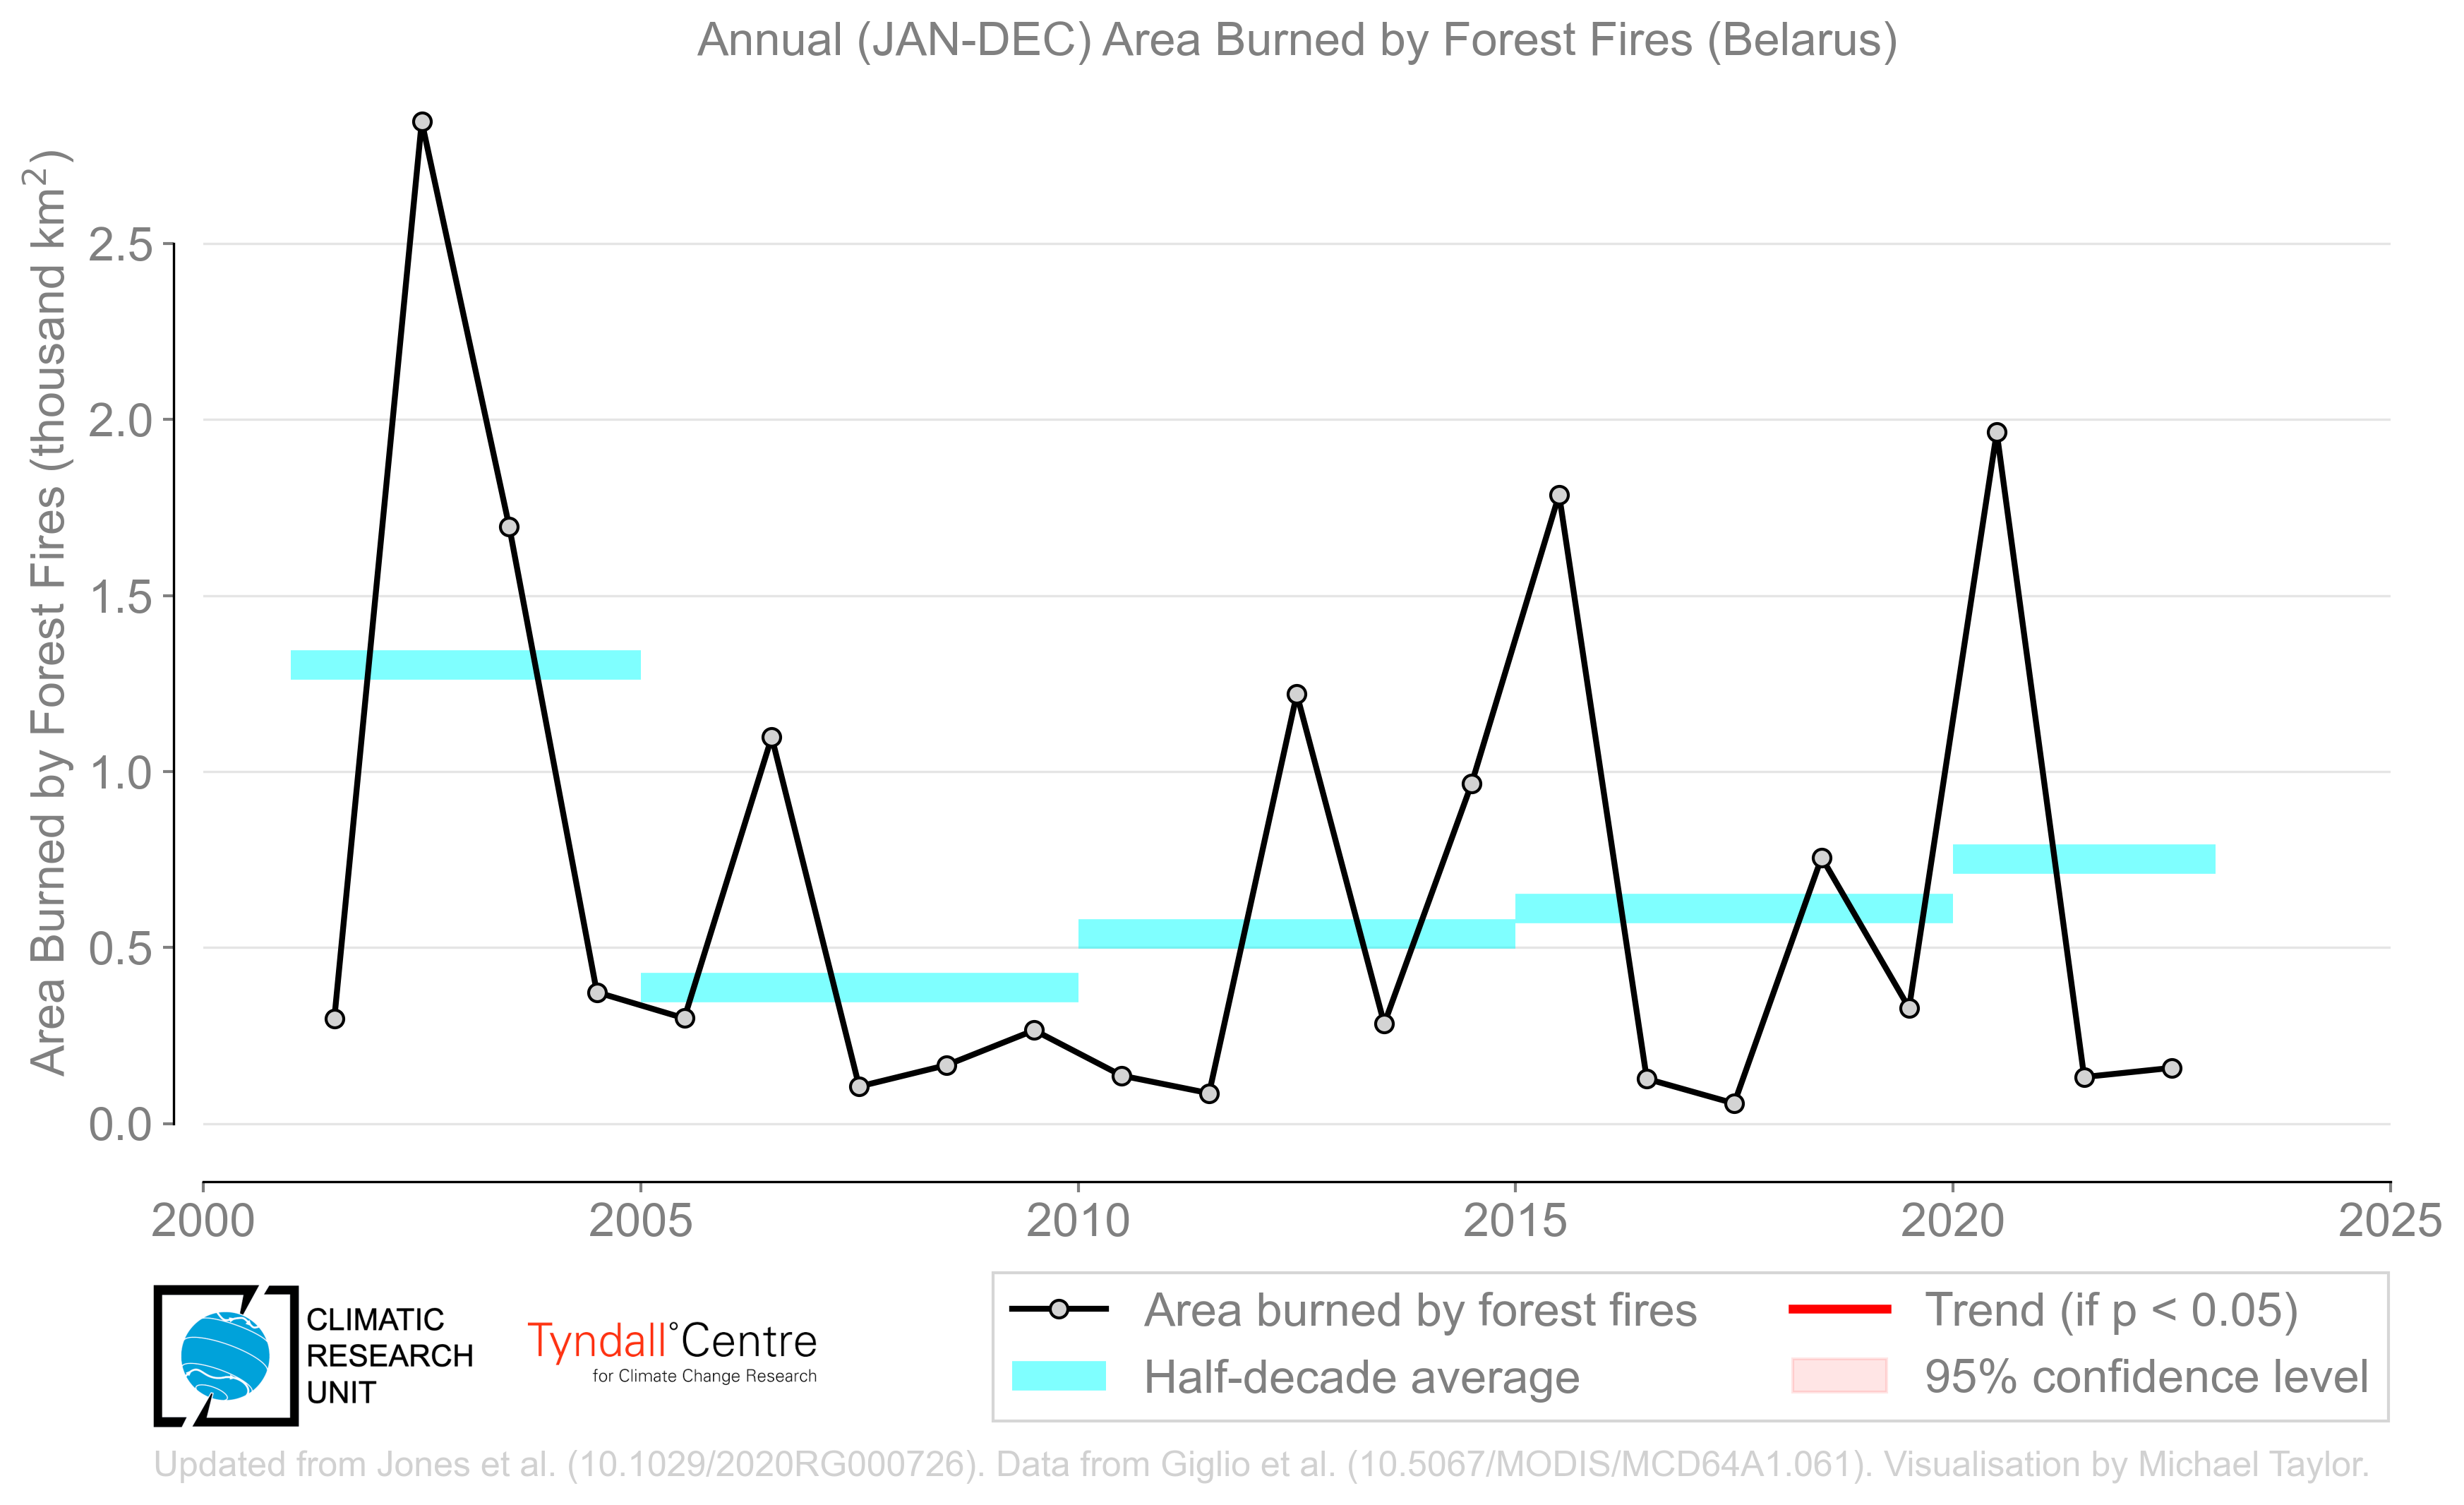 Annual (JAN-DEC) Area Burned by Forest Fires (Belarus)
Area Burned by Forest Fires (thousand km²)
2.5
2.0
1.5
1.0
0.5
0.0
2000 2005 2010 2015 2020 2025
CLIMATIC
RESEARCH
UNIT
Tyndall°Centre
for Climate Change Research
Area burned by forest fires
Half-decade average
Trend (if p < 0.05)
95% confidence level
Updated from Jones et al. (10.1029/2020RG000726). Data from Giglio et al. (10.5067/MODIS/MCD64A1.061). Visualisation by Michael Taylor.